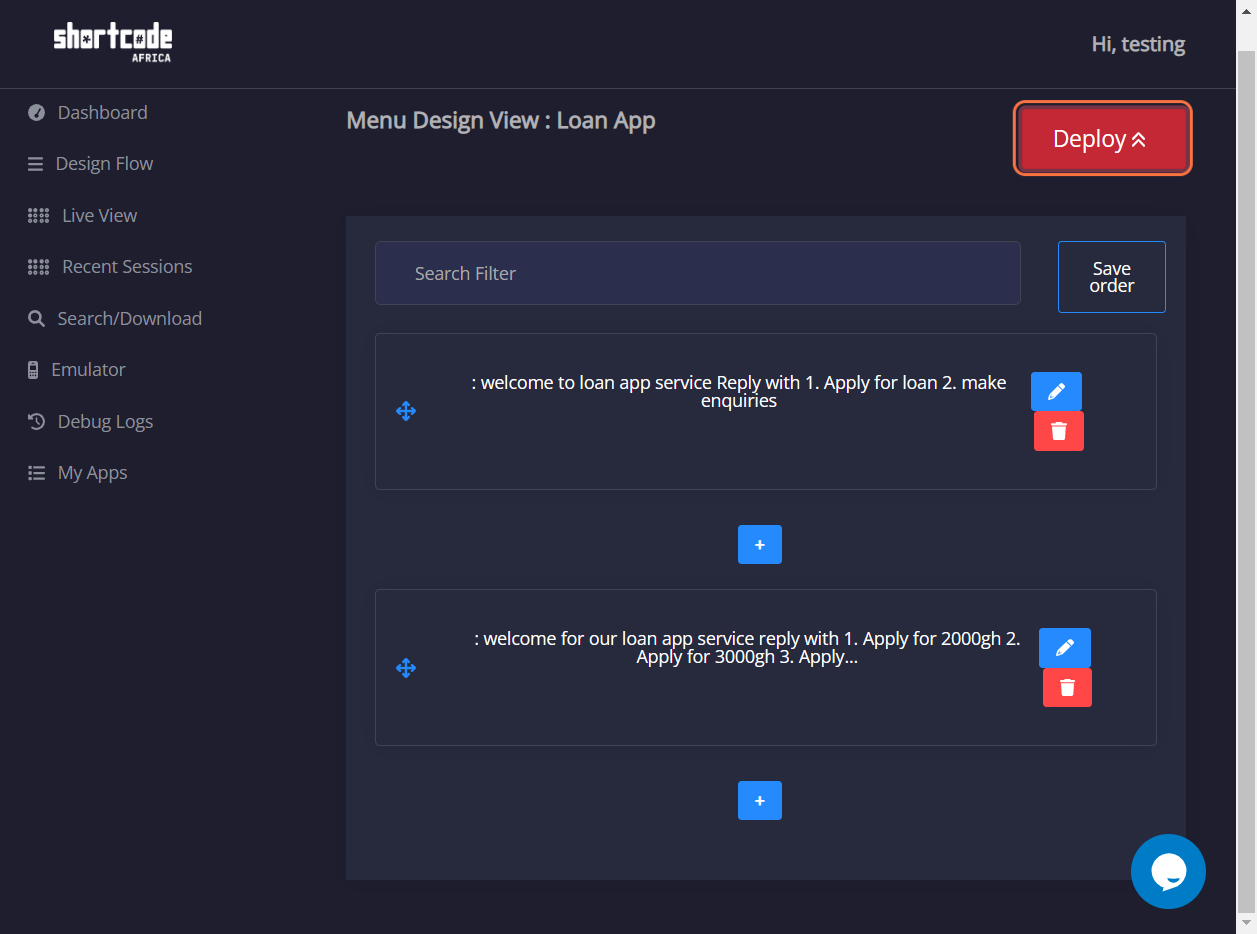 shortcode
AFRICA
Hi, testing
Dashboard
Design Flow
Live View
Recent Sessions
Search/Download
Emulator
Debug Logs
My Apps
Menu Design View : Loan App
Deploy
Search Filter
Save
order
: welcome to loan app service Reply with 1. Apply for loan 2. make
enquiries
+
: welcome for our loan app service reply with 1. Apply for 2000gh 2.
Apply for 3000gh 3. Apply...
+